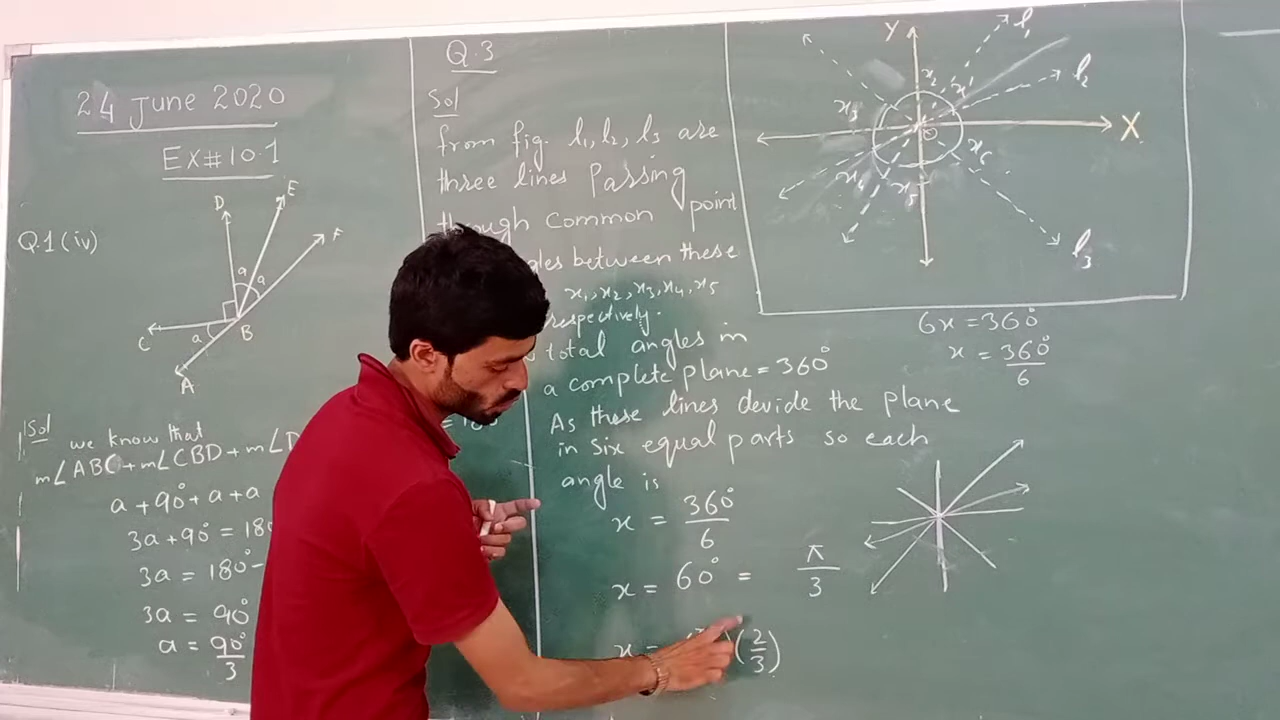 24 June 2020
Ex#10.1
Q.1(iv)
D
E
F
a
a
a
C
B
A
Sol
we know that
m∠ABC+m∠CBD+m∠D
a+90°+a+a
3a+90°=180
3a=180°-
3a=90°
a=90°/3
Q.3
Sol
from fig. l1, l2, l3 are
three lines Parsing
through common point
gles between these
x1, x2, x3, x4, x5
respectively.
total angles in
a complete plane=360°
As these lines devide the plane
in six equal parts so each
angle is
x = 360°/6
x = 60° = π/3
x = (2/3)
Y
X
l1
l2
l3
x1
x2
x3
x4
x5
x6
6x=360°
x=360°/6